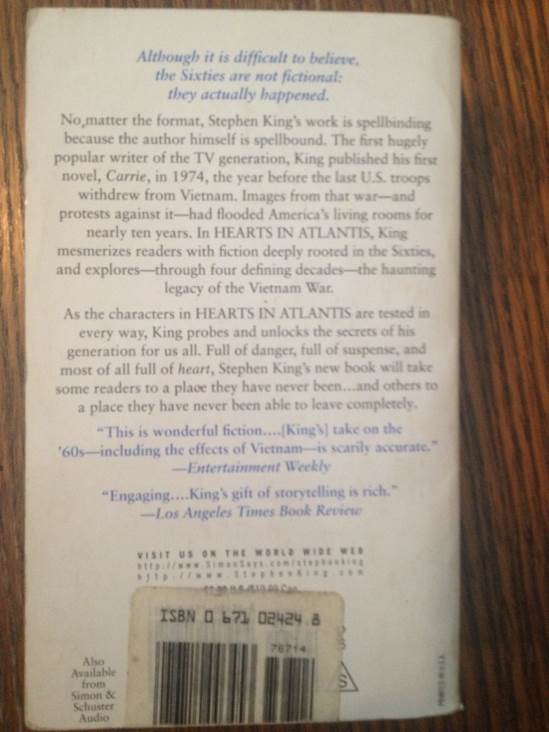 Although it is difficult to believe,
the Sixties are not fictional:
they actually happened.
No matter the format, Stephen King's work is spellbinding
because the author himself is spellbound. The first hugely
popular writer of the TV generation, King published his first
novel, Carrie, in 1974, the year before the last U.S. troops
withdrew from Vietnam. Images from that war—and
protests against it—had flooded America's living rooms for
nearly ten years. In HEARTS IN ATLANTIS, King
mesmerizes readers with fiction deeply rooted in the Sixties,
and explores—through four defining decades—the haunting
legacy of the Vietnam War.
As the characters in HEARTS IN ATLANTIS are tested in
every way, King probes and unlocks the secrets of his
generation for us all. Full of danger, full of suspense, and
most of all full of heart, Stephen King's new book will take
some readers to a place they have never been...and others to
a place they have never been able to leave completely.
"This is wonderful fiction....[King's] take on the
'60s—including the effects of Vietnam—is scarily accurate."
—Entertainment Weekly
"Engaging....King's gift of storytelling is rich."
—Los Angeles Times Book Review
VISIT US ON THE WORLD WIDE WEB
http://www.SimonSays.com/stephenking
http://www.StephenKing.com
ISBN 0 671 02424 8
76714
S
Also
Available
from
Simon &
Schuster
Audio